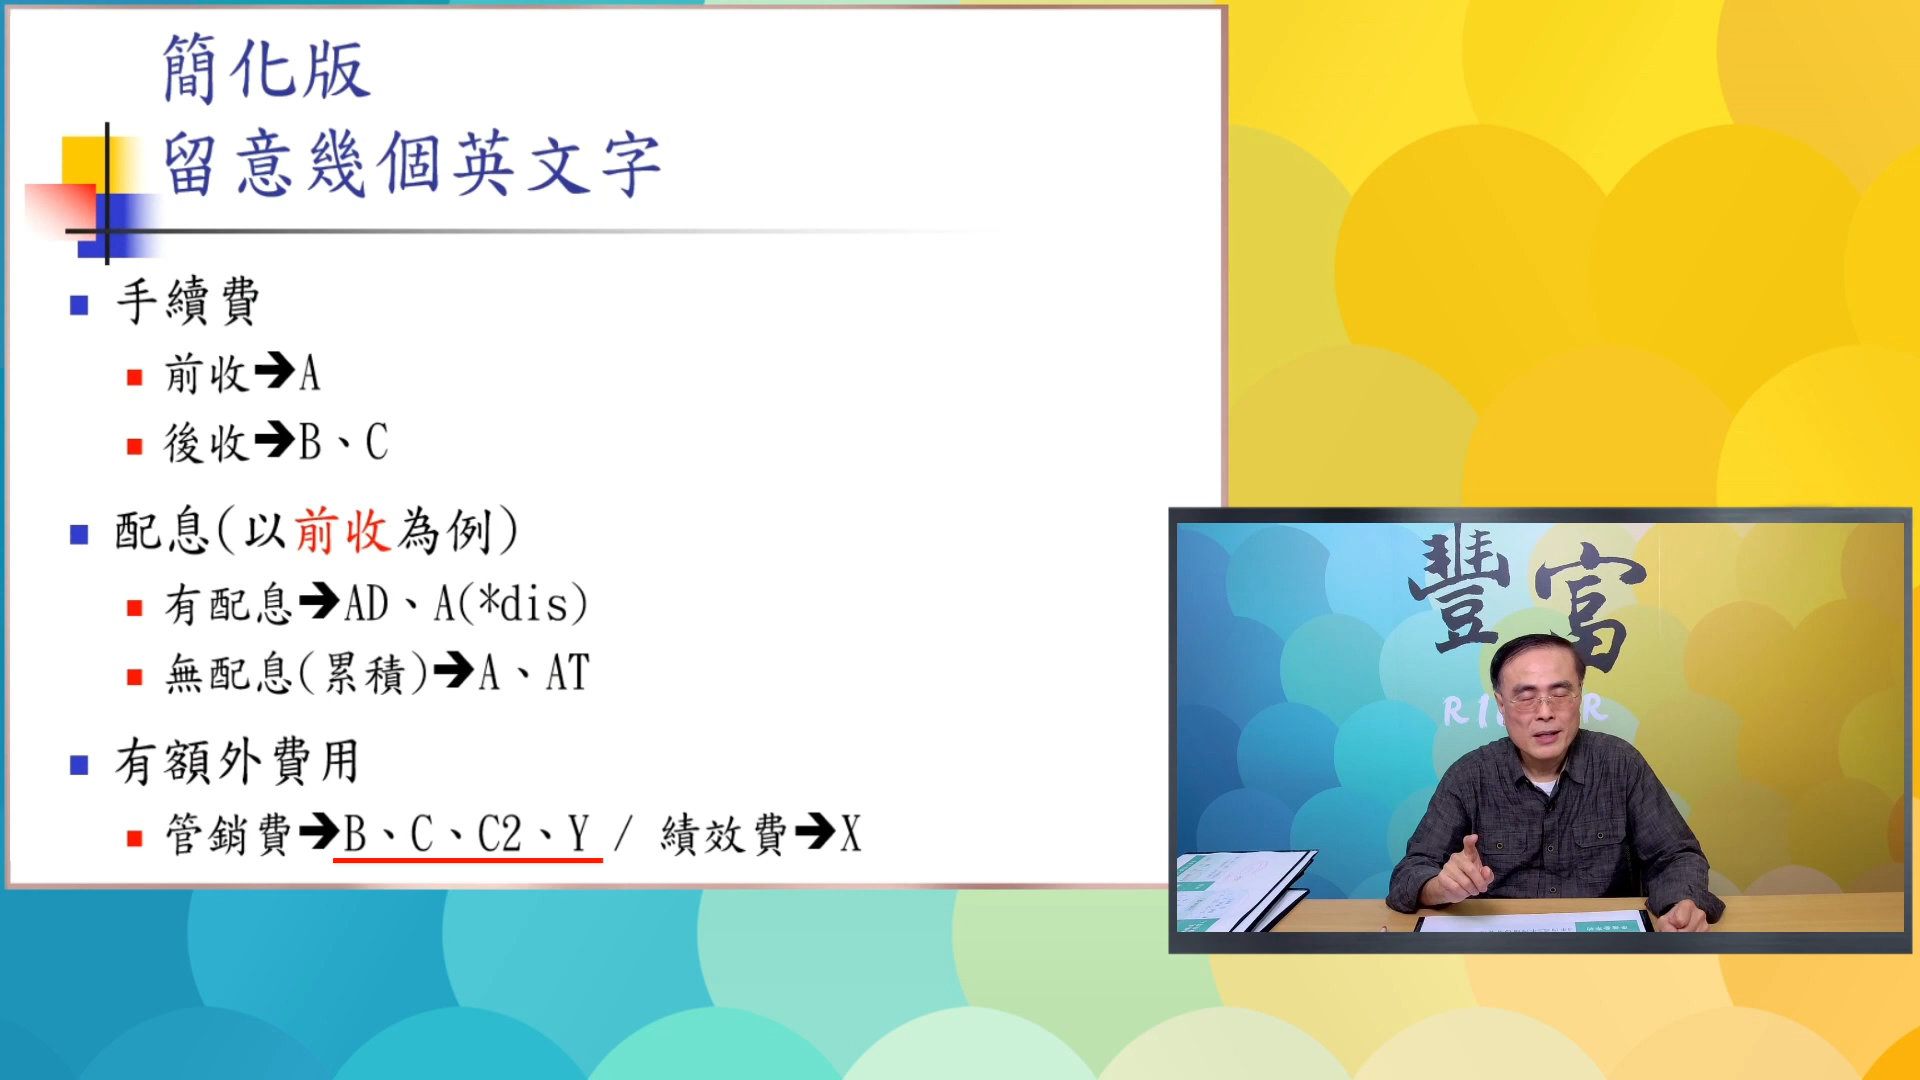 簡化版
留意幾個英文字
手續費
前收➔A
後收➔B、C
配息(以前收為例)
有配息➔AD、A(*dis)
無配息(累積)➔A、AT
有額外費用
管銷費➔B、C、C2、Y / 績效費➔X
豐富